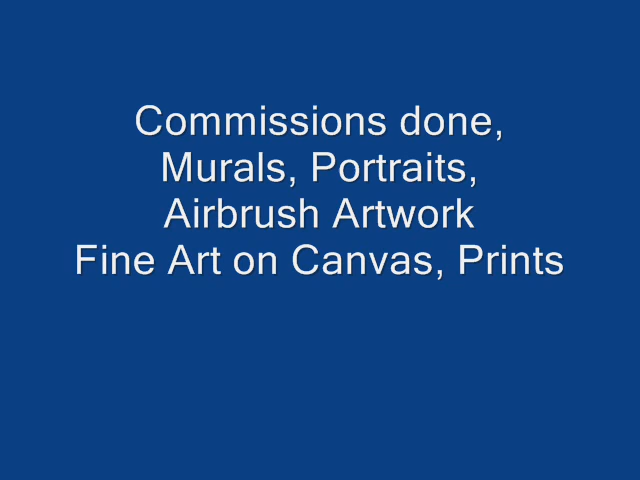 Commissions done,
Murals, Portraits,
Airbrush Artwork
Fine Art on Canvas, Prints